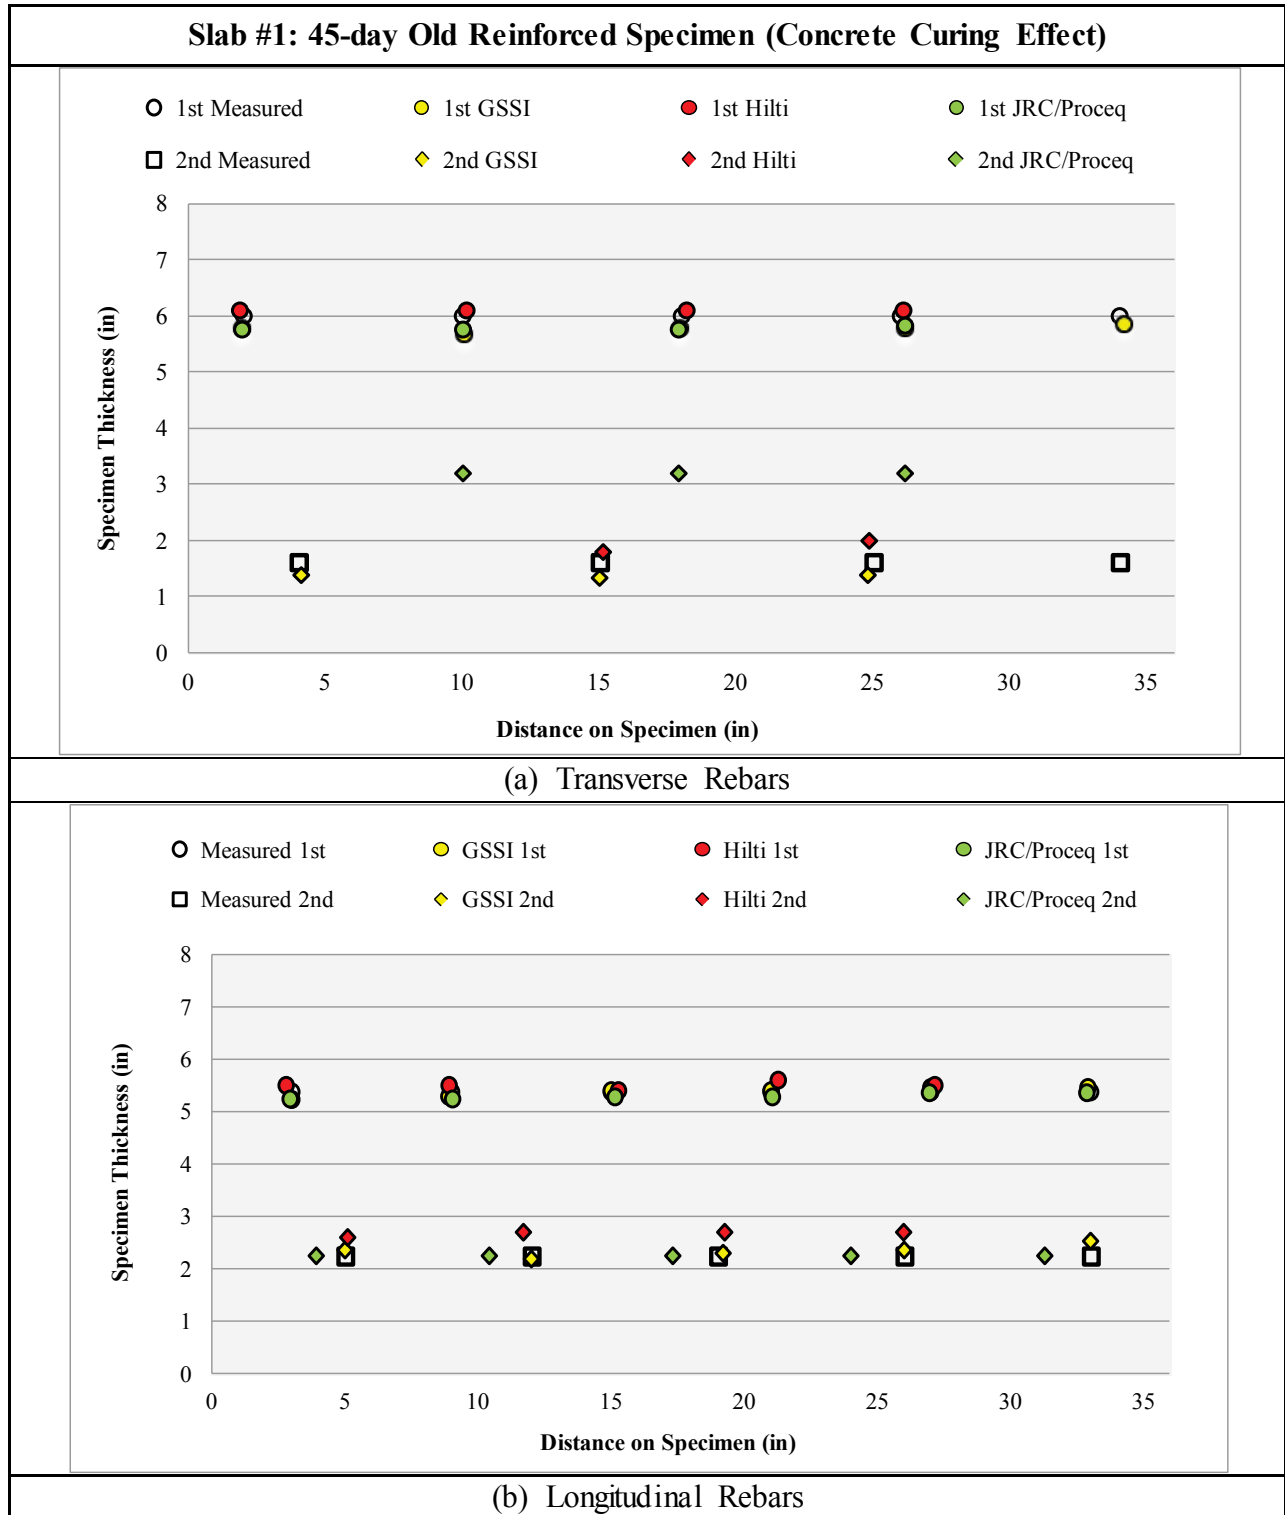 Slab #1: 45-day Old Reinforced Specimen (Concrete Curing Effect)
1st Measured 1st GSSI 1st Hilti 1st JRC/Proceq
2nd Measured 2nd GSSI 2nd Hilti 2nd JRC/Proceq
8
7
6
5
4
3
2
1
0
Specimen Thickness (in)
0 5 10 15 20 25 30 35
Distance on Specimen (in)
(a) Transverse Rebars
Measured 1st GSSI 1st Hilti 1st JRC/Proceq 1st
Measured 2nd GSSI 2nd Hilti 2nd JRC/Proceq 2nd
8
7
6
5
4
3
2
1
0
Specimen Thickness (in)
0 5 10 15 20 25 30 35
Distance on Specimen (in)
(b) Longitudinal Rebars